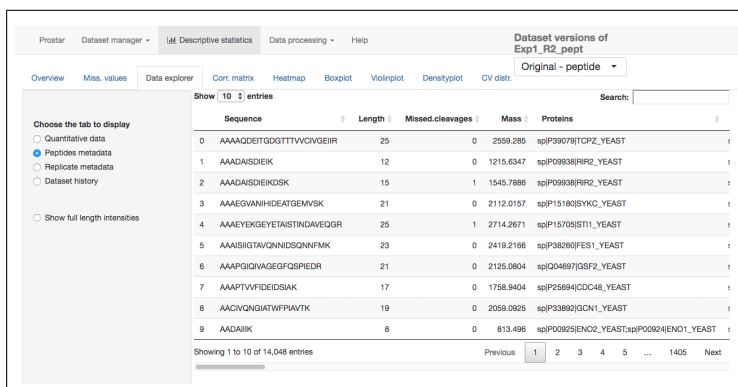 Prostar Dataset manager Descriptive statistics Data processing Help Dataset versions of
Exp1_R2_pept
Original - peptide
Overview Miss. values Data explorer Corr. matrix Heatmap Boxplot Violinplot Densityplot CV distr.
Choose the tab to display
Quantitative data
Peptides metadata
Replicate metadata
Dataset history
Show full length intensities
Show 10 entries Search:
Sequence Length Missed.cleavages Mass Proteins
0 AAAAQDEITGDGTTTVVCIVGEIIR 25 0 2559.285 sp|P39079|TCPZ_YEAST s
1 AAADAISDIEIK 12 0 1215.6347 sp|P09938|RIR2_YEAST s
2 AAADAISDIEIKDSK 15 1 1545.7886 sp|P09938|RIR2_YEAST s
3 AAAEGVANIHIDEATGEMVSK 21 0 2112.0157 sp|P15180|SYKC_YEAST s
4 AAAEYEKGEYETAISTINDAVEQGR 25 1 2714.2671 sp|P15705|STI1_YEAST s
5 AAAISIIGTAVQNNIDSQNNFMK 23 0 2419.2166 sp|P38260|FES1_YEAST s
6 AAAPGIQIVAGEGFQSPIEDR 21 0 2125.0804 sp|Q04697|GSF2_YEAST s
7 AAAPTVVFIDEIDSIAK 17 0 1758.9404 sp|P25694|CDC48_YEAST s
8 AACIVQNGIATWFPIAVTK 19 0 2059.0925 sp|P33892|GCN1_YEAST s
9 AADAIIIK 8 0 813.496 sp|P00925|ENO2_YEAST;sp|P00924|ENO1_YEAST s
Showing 1 to 10 of 14,048 entries Previous 1 2 3 4 5 ... 1405 Next